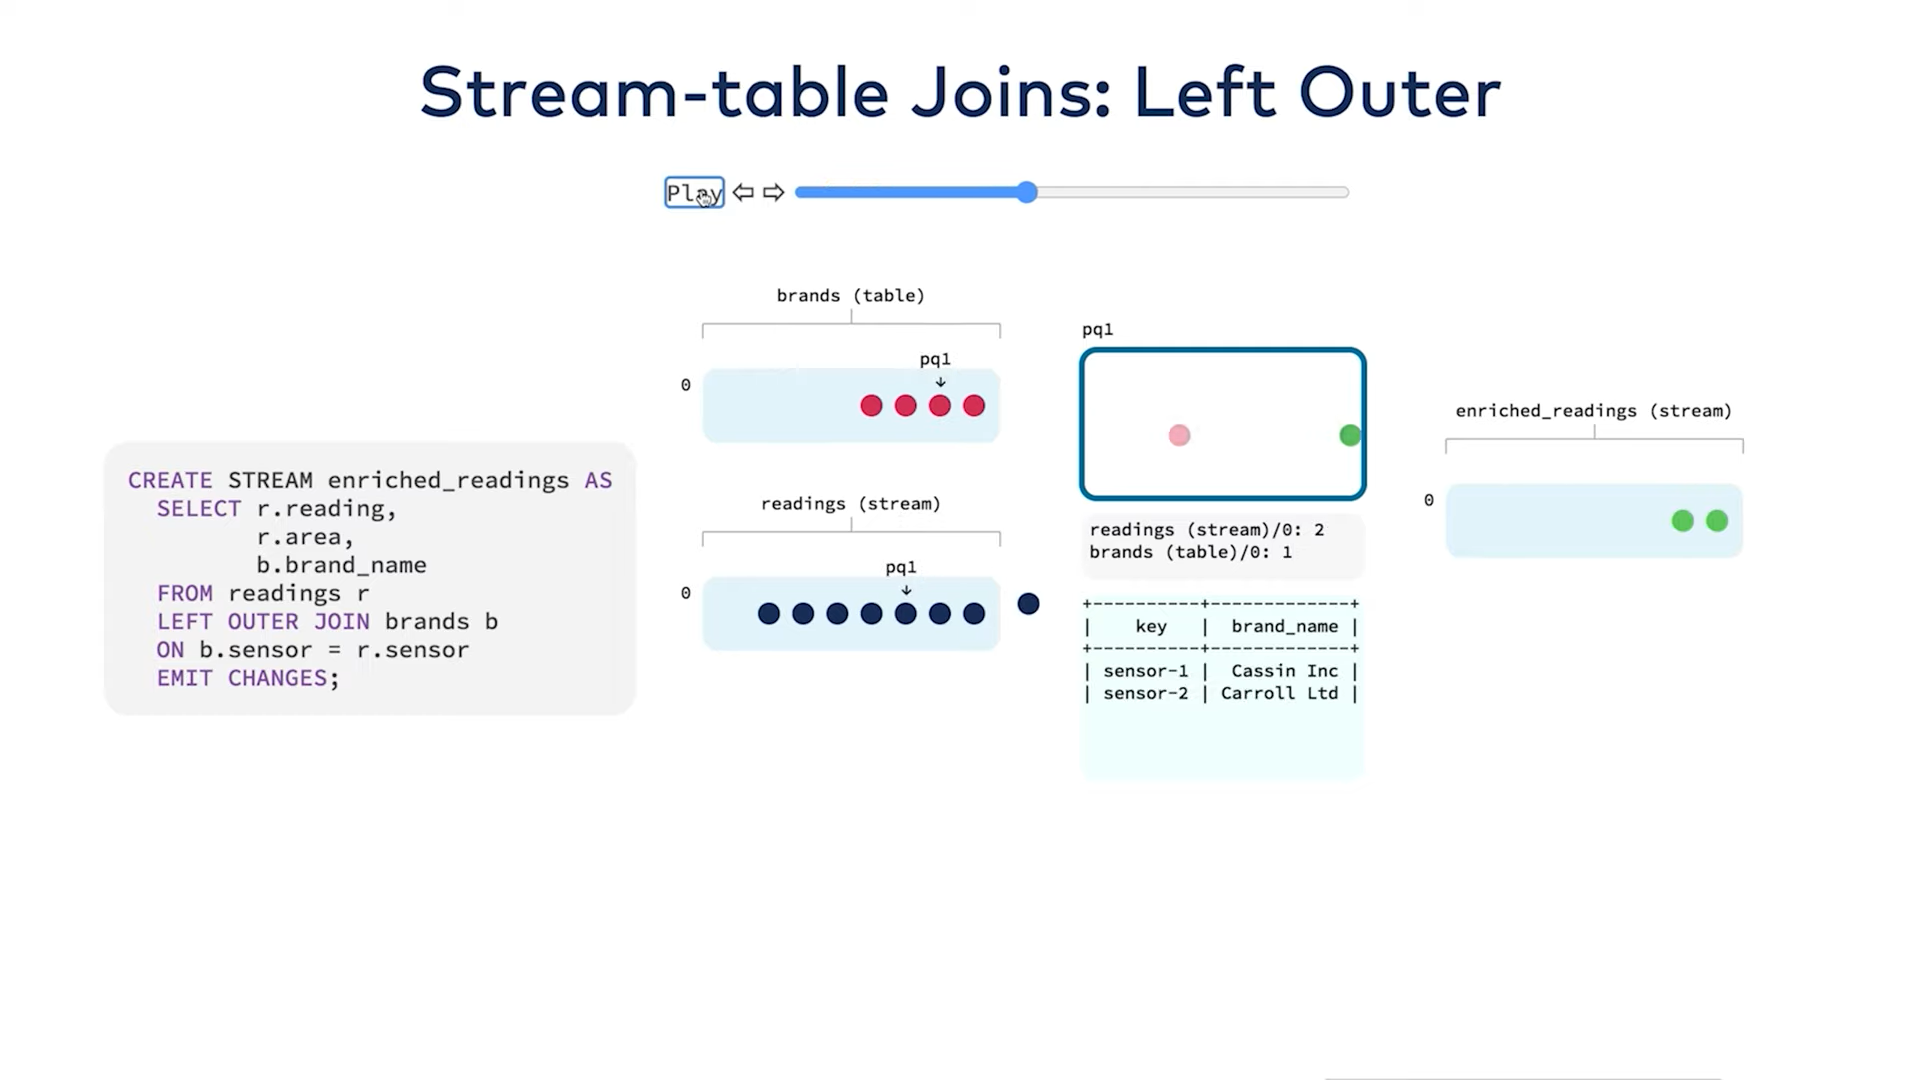 Stream-table Joins: Left Outer
Play
brands (table)
pq1
0
readings (stream)
pq1
0
CREATE STREAM enriched_readings AS
SELECT r.reading,
r.area,
b.brand_name
FROM readings r
LEFT OUTER JOIN brands b
ON b.sensor = r.sensor
EMIT CHANGES;
pq1
readings (stream)/0: 2
brands (table)/0: 1
+-----------+-------------+
| key | brand_name |
+-----------+-------------+
| sensor-1 | Cassin Inc |
| sensor-2 | Carroll Ltd |
enriched_readings (stream)
0